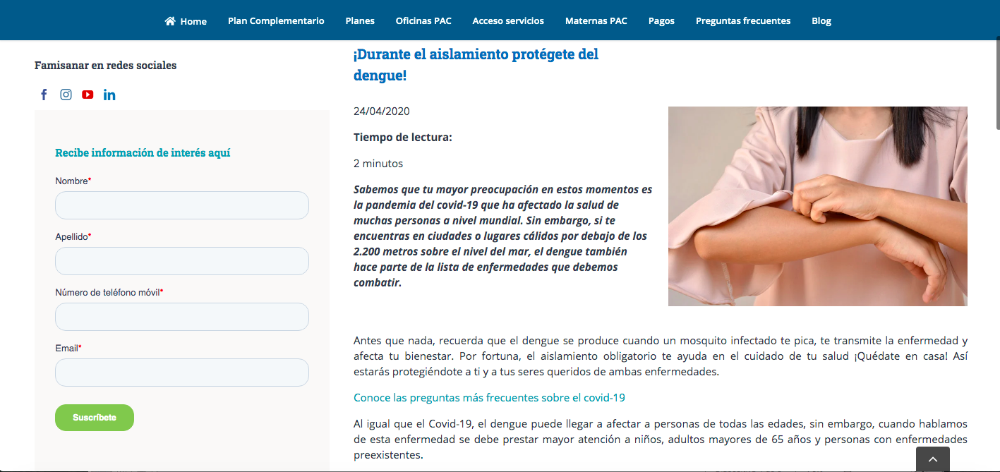 Home Plan Complementario Planes Oficinas PAC Acceso servicios Maternas PAC Pagos Preguntas frecuentes Blog
Famisanar en redes sociales
Recibe información de interés aquí
Nombre*
Apellido*
Número de teléfono móvil*
Email*
Suscríbete
¡Durante el aislamiento protégete del
dengue!
24/04/2020
Tiempo de lectura:
2 minutos
Sabemos que tu mayor preocupación en estos momentos es
la pandemia del covid-19 que ha afectado la salud de
muchas personas a nivel mundial. Sin embargo, si te
encuentras en ciudades o lugares cálidos por debajo de los
2.200 metros sobre el nivel del mar, el dengue también
hace parte de la lista de enfermedades que debemos
combatir.
Antes que nada, recuerda que el dengue se produce cuando un mosquito infectado te pica, te transmite la enfermedad y
afecta tu bienestar. Por fortuna, el aislamiento obligatorio te ayuda en el cuidado de tu salud ¡Quédate en casa! Así
estarás protegiéndote a ti y a tus seres queridos de ambas enfermedades.
Conoce las preguntas más frecuentes sobre el covid-19
Al igual que el Covid-19, el dengue puede llegar a afectar a personas de todas las edades, sin embargo, cuando hablamos
de esta enfermedad se debe prestar mayor atención a niños, adultos mayores de 65 años y personas con enfermedades
preexistentes.